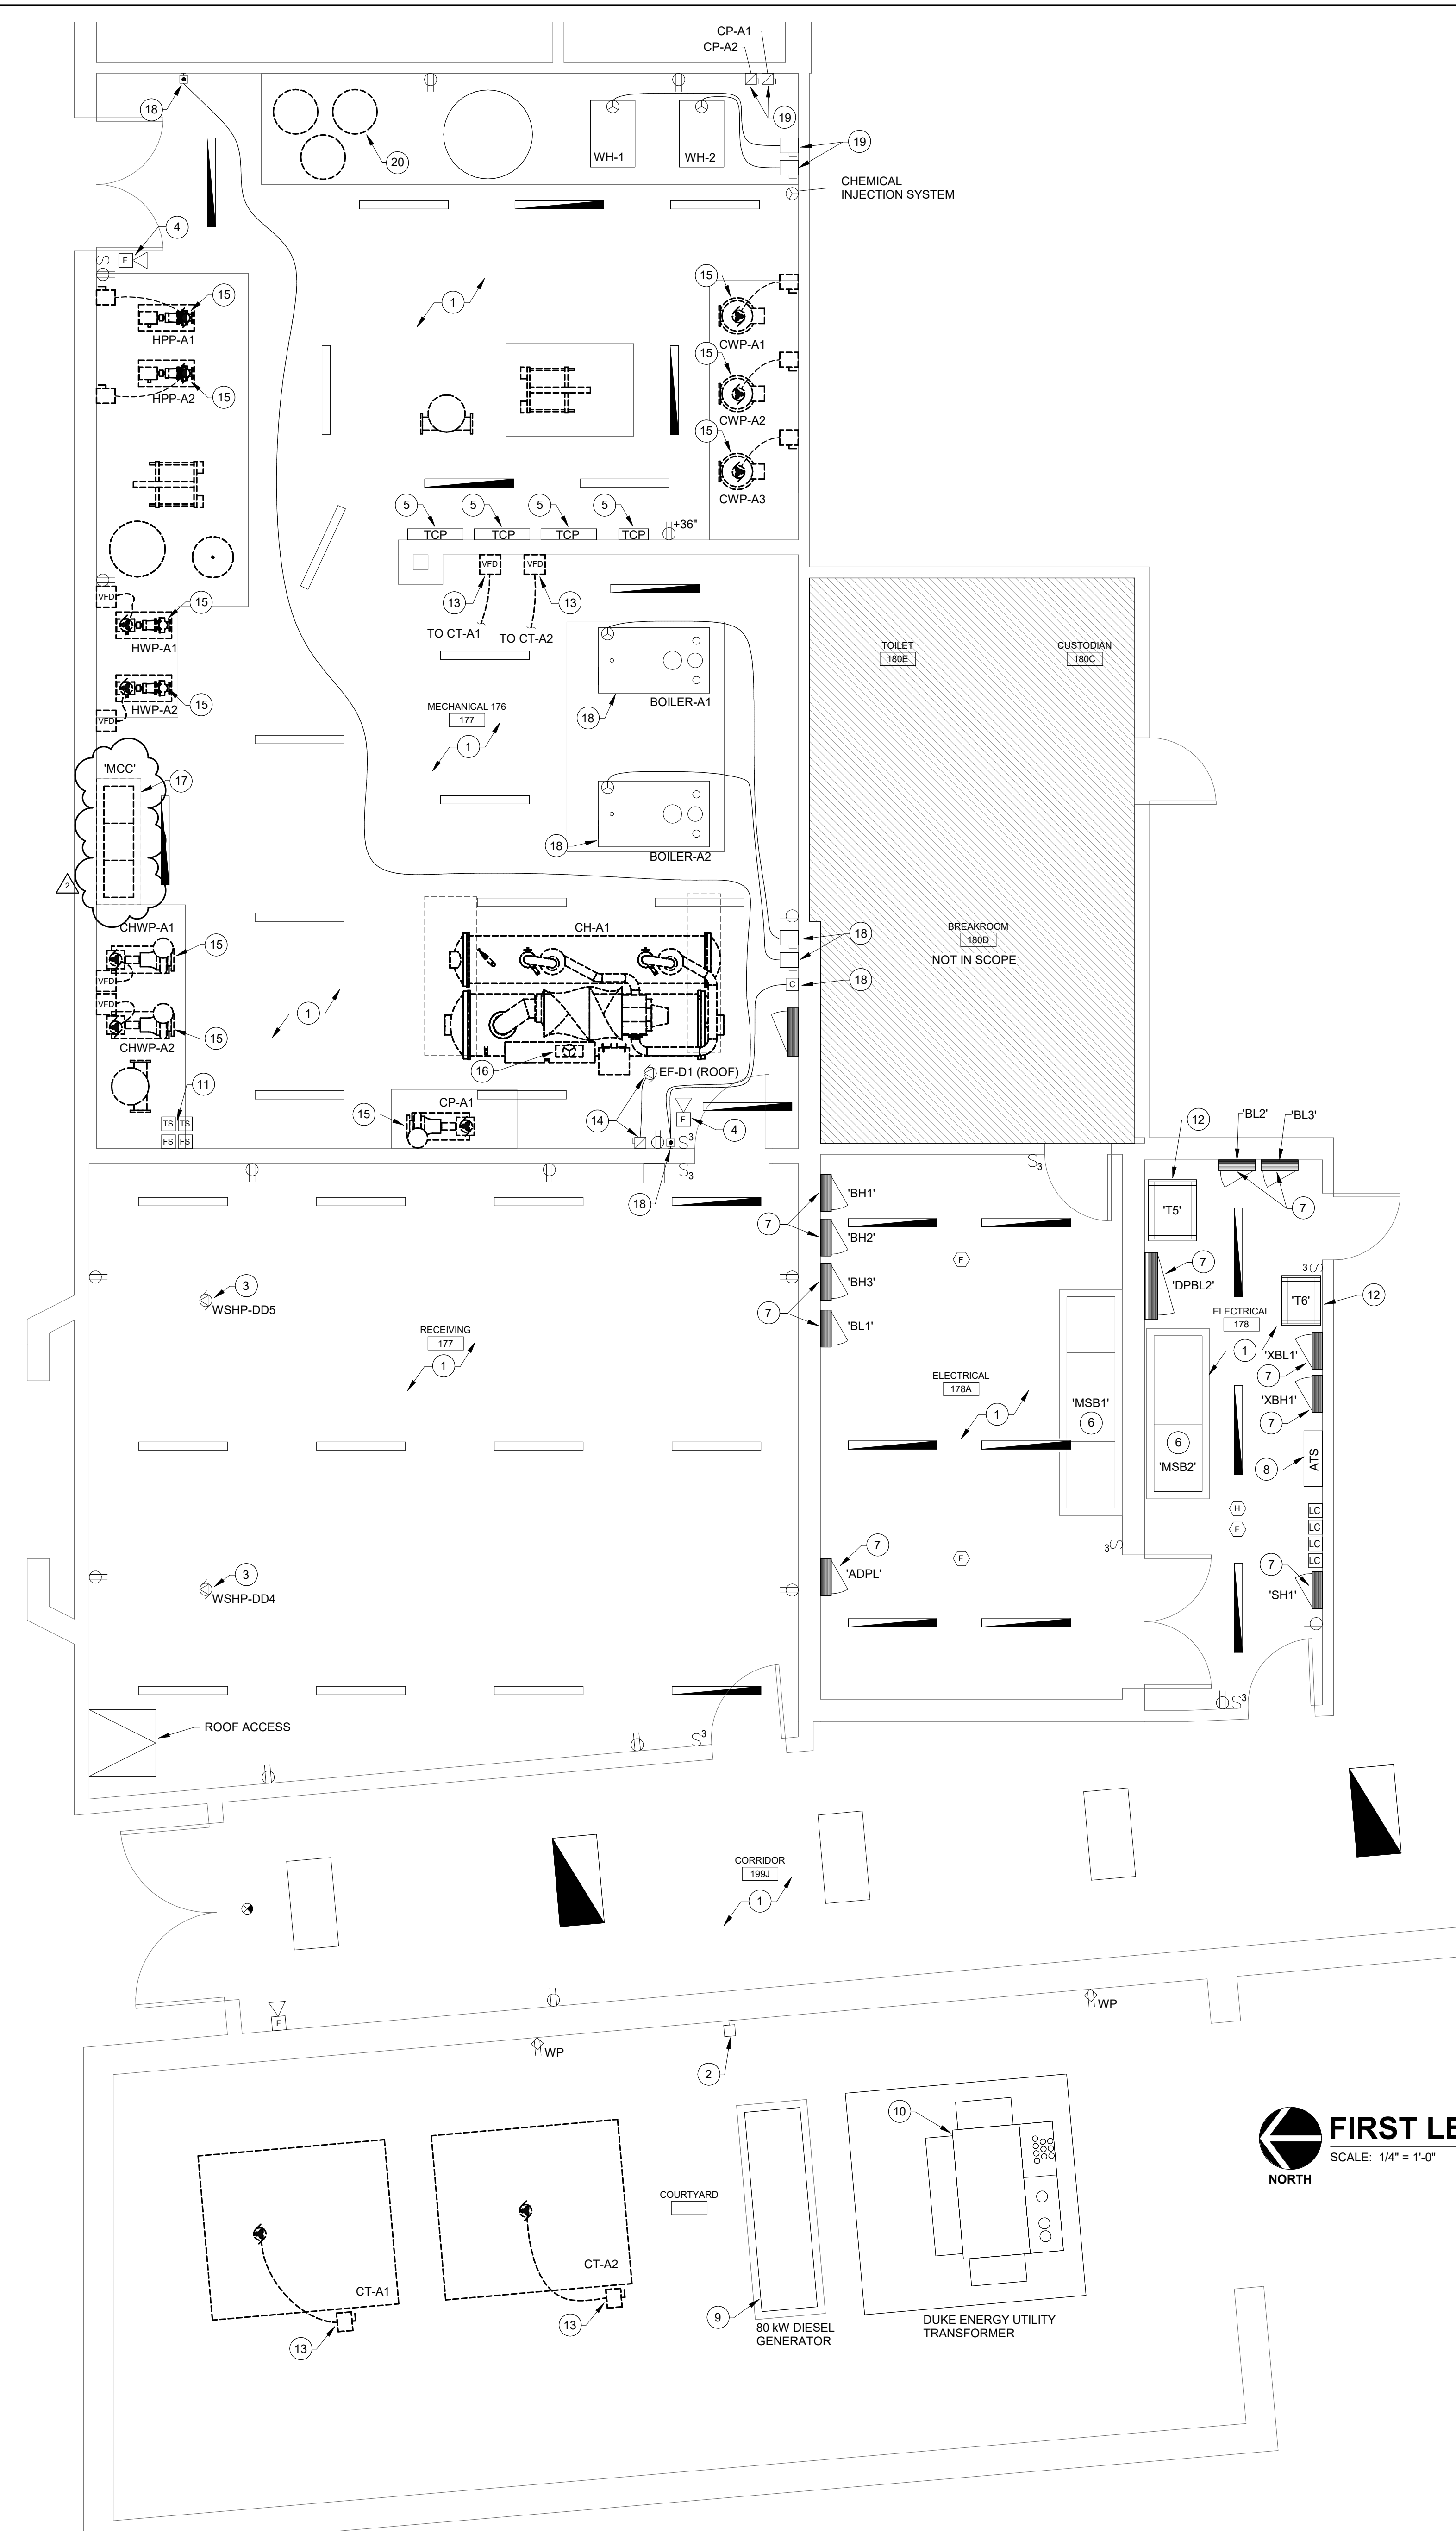 CP-A1
CP-A2
18
19
20
WH-1
WH-2
19
CHEMICAL
INJECTION SYSTEM
4
F
S
15
HPP-A1
15
HPP-A2
1
15
CWP-A1
15
CWP-A2
15
CWP-A3
5
5
5
5
TCP
TCP
TCP
TCP
+36"
VFD
VFD
13
13
TO CT-A1
TO CT-A2
VFD
15
HWP-A1
15
HWP-A2
VFD
MECHANICAL 176
177
1
18
BOILER-A1
18
BOILER-A2
TOILET
180E
CUSTODIAN
180C
BREAKROOM
180D
NOT IN SCOPE
'MCC'
17
2
CHWP-A1
15
VFD
VFD
15
CHWP-A2
1
CH-A1
16
18
18
C
EF-D1 (ROOF)
14
11
TS
TS
FS
FS
CP-A1
15
F
4
S3
18
S3
S3
3
WSHP-DD5
RECEIVING
177
1
3
WSHP-DD4
'BH1'
7
'BH2'
'BH3'
7
'BL1'
F
ELECTRICAL
178A
1
'MSB1'
6
F
7
'ADPL'
3S
12
'BL2'
'BL3'
7
'T5'
7
'DPBL2'
3S
'T6'
12
ELECTRICAL
178
1
'XBL1'
7
'XBH1'
7
6
'MSB2'
8
ATS
H
F
LC
LC
LC
LC
7
'SH1'
S3
ROOF ACCESS
S3
CORRIDOR
199J
1
F
WP
WP
2
10
COURTYARD
CT-A1
13
CT-A2
13
9
80 kW DIESEL
GENERATOR
DUKE ENERGY UTILITY
TRANSFORMER
NORTH
FIRST LE
SCALE: 1/4" = 1'-0"